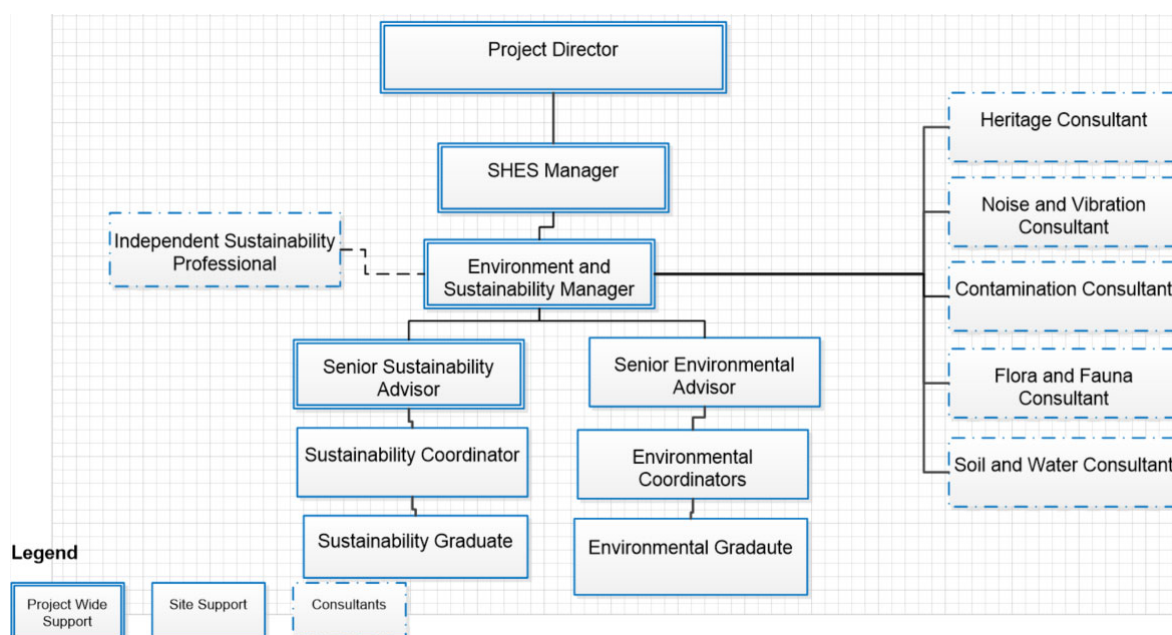 Project Director
SHES Manager
Independent Sustainability
Professional
Environment and
Sustainability Manager
Senior Sustainability
Advisor
Senior Environmental
Advisor
Sustainability Coordinator
Environmental
Coordinators
Sustainability Graduate
Environmental Gradaute
Heritage Consultant
Noise and Vibration
Consultant
Contamination Consultant
Flora and Fauna
Consultant
Soil and Water Consultant
Legend
Project Wide
Support
Site Support
Consultants